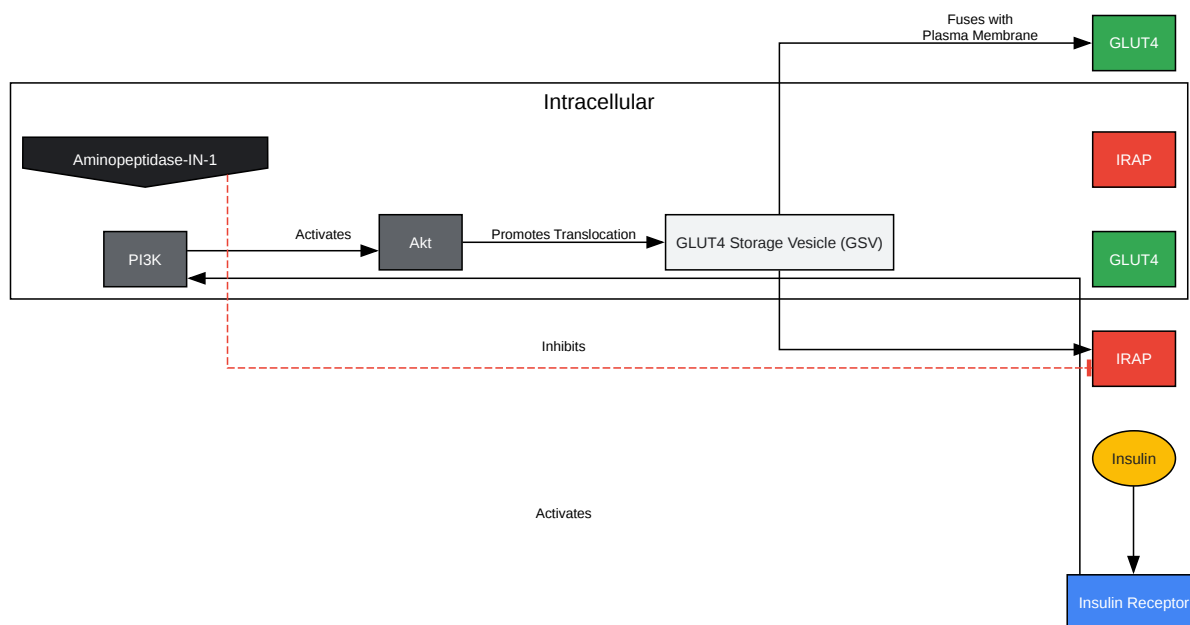 Fuses with
Plasma Membrane
GLUT4
Intracellular
Aminopeptidase-IN-1
IRAP
Activates
Akt
Promotes Translocation
GLUT4 Storage Vesicle (GSV)
PI3K
GLUT4
Inhibits
IRAP
Insulin
Activates
Insulin Receptor